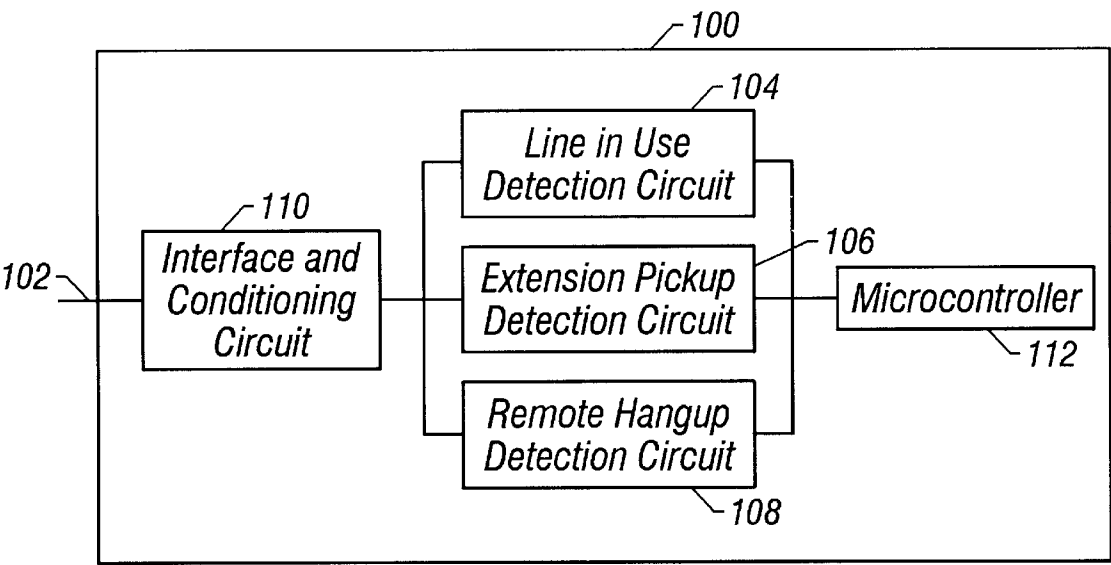 100
104
Line in Use
Detection Circuit
110
Interface and
Conditioning
Circuit
102
106
Extension Pickup
Detection Circuit
Microcontroller
112
Remote Hangup
Detection Circuit
108